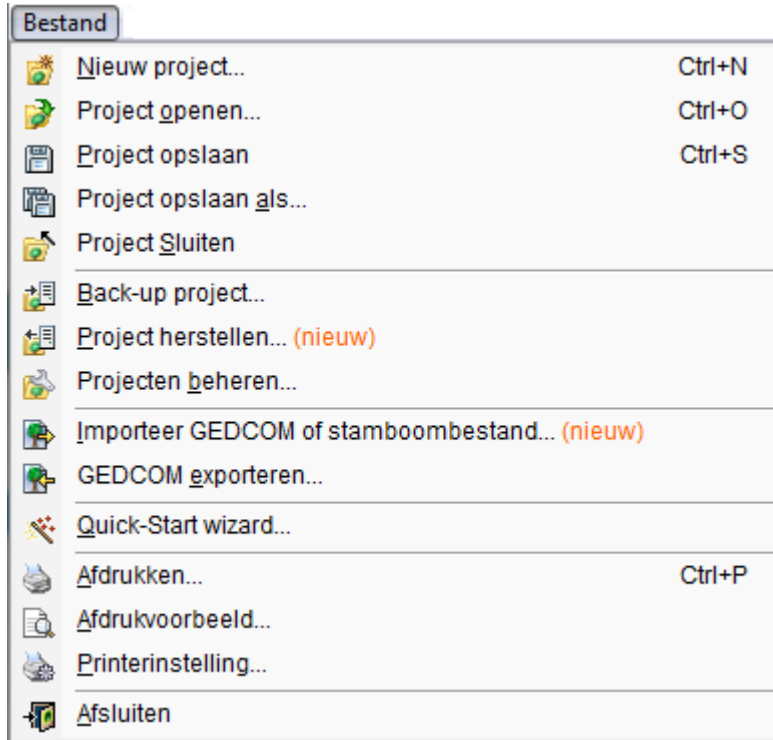 Bestand
Nieuw project... Ctrl+N
Project openen... Ctrl+O
Project opslaan Ctrl+S
Project opslaan als...
Project Sluiten
Back-up project...
Project herstellen... (nieuw)
Projecten beheren...
Importeer GEDCOM of stamboombestand... (nieuw)
GEDCOM exporteren...
Quick-Start wizard...
Afdrukken... Ctrl+P
Afdrukvoorbeeld...
Printerinstelling...
Afsluiten